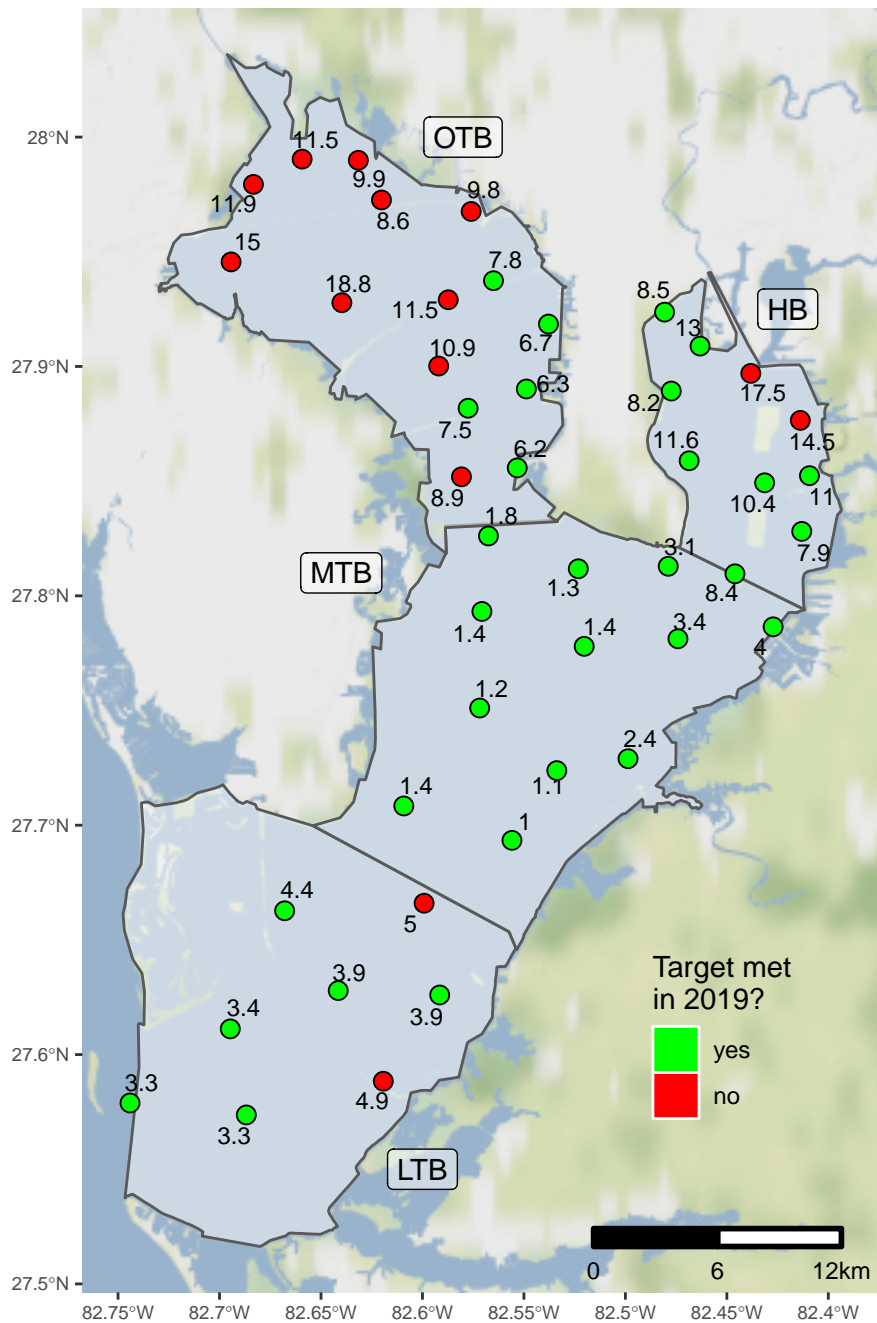 28°N
27.9°N
27.8°N
27.7°N
27.6°N
27.5°N
82.75°W
82.7°W
82.65°W
82.6°W
82.55°W
82.5°W
82.45°W
82.4°W
OTB
11.5
9.9
11.9
8.6
9.8
15
7.8
18.8
11.5
6.7
10.9
6.3
7.5
6.2
8.9
HB
8.5
13
17.5
8.2
14.5
11.6
10.4
11
7.9
MTB
1.8
1.3
3.1
8.4
1.4
1.4
3.4
4
1.2
2.4
1.1
1.4
1
4.4
5
3.9
3.9
3.4
3.3
4.9
3.3
LTB
Target met
in 2019?
yes
no
0 6 12km